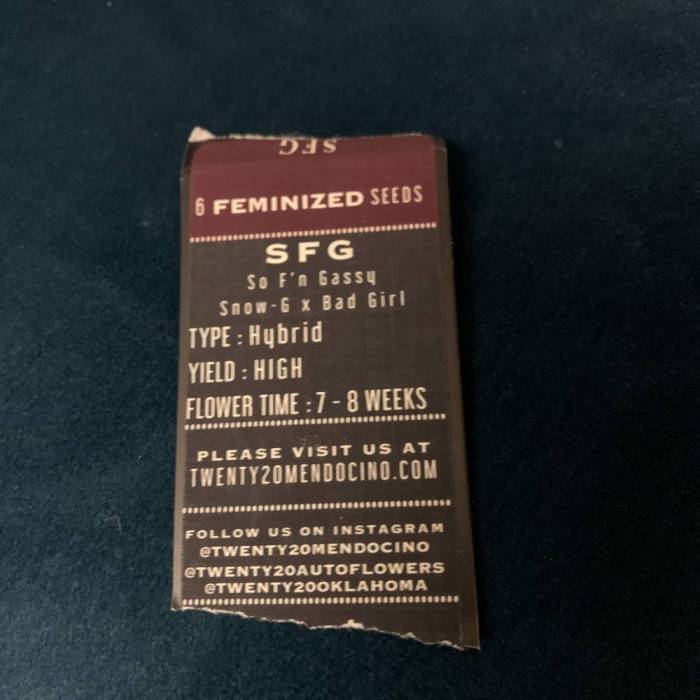 SFG
6 FEMINIZED SEEDS
SFG
So F'n Gassy
Snow-G x Bad Girl
TYPE : Hybrid
YIELD : HIGH
FLOWER TIME : 7 - 8 WEEKS
PLEASE VISIT US AT
TWENTY20MENDOCINO.COM
FOLLOW US ON INSTAGRAM
@TWENTY20MENDOCINO
@TWENTY20AUTOFLOWERS
@TWENTY20OKLAHOMA